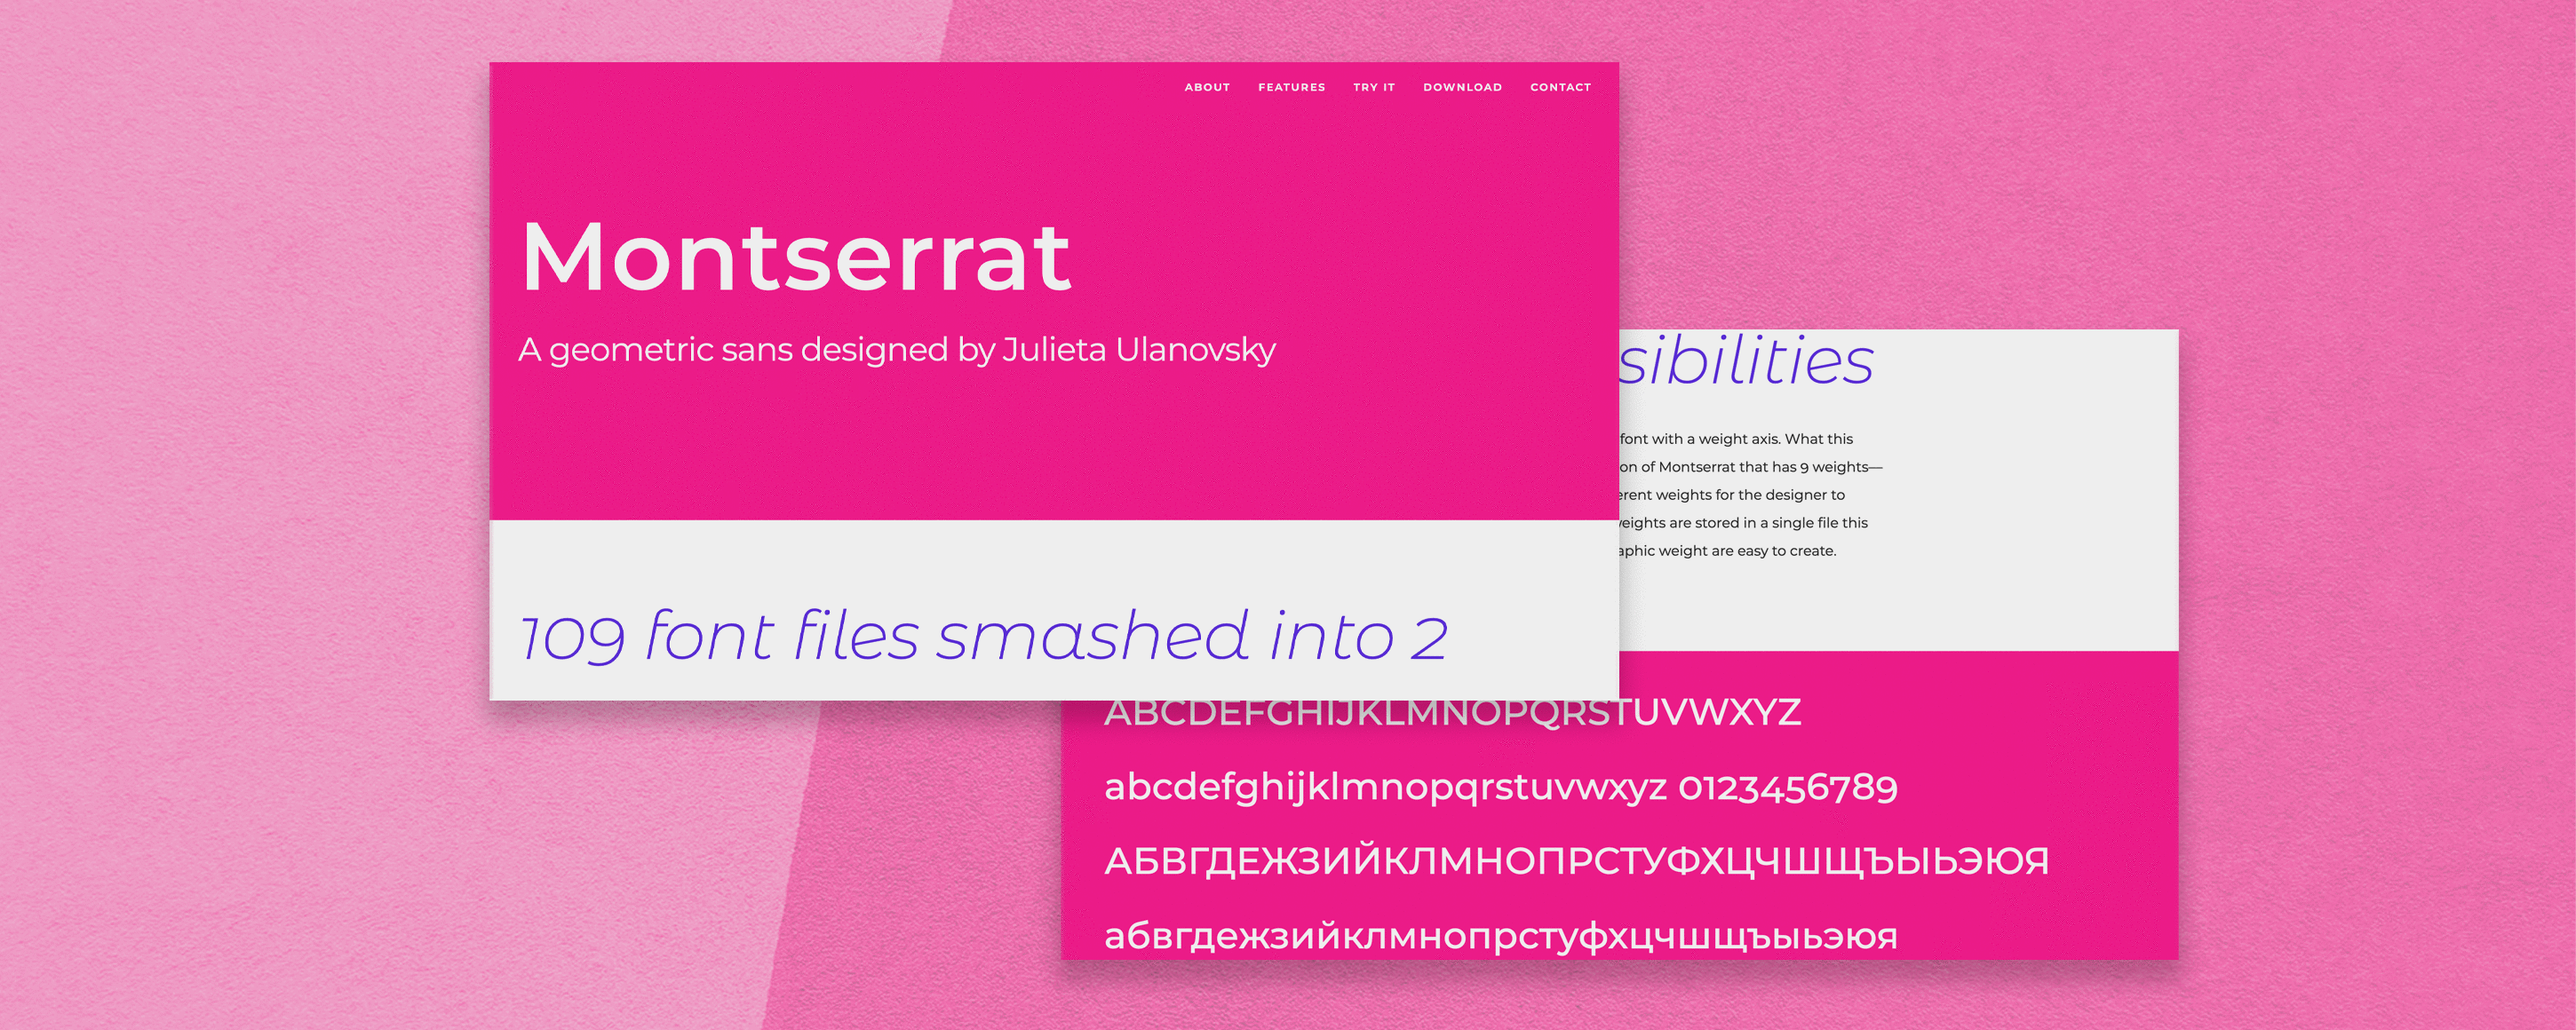 ABOUT FEATURES TRY IT DOWNLOAD CONTACT
Montserrat
A geometric sans designed by Julieta Ulanovsky
109 font files smashed into 2
sibilities
font with a weight axis. What this
on of Montserrat that has 9 weights—
erent weights for the designer to
weights are stored in a single file this
aphic weight are easy to create.
ABCDEFGHIJKLMNOPQRSTUVWXYZ
abcdefghijklmnopqrstuvwxyz 0123456789
АБВГДЕЖЗИЙКЛМНОПРСТУФХЦЧШЩЪЫЬЭЮЯ
абвгдежзийклмнопрстуфхцчшщъыьэюя